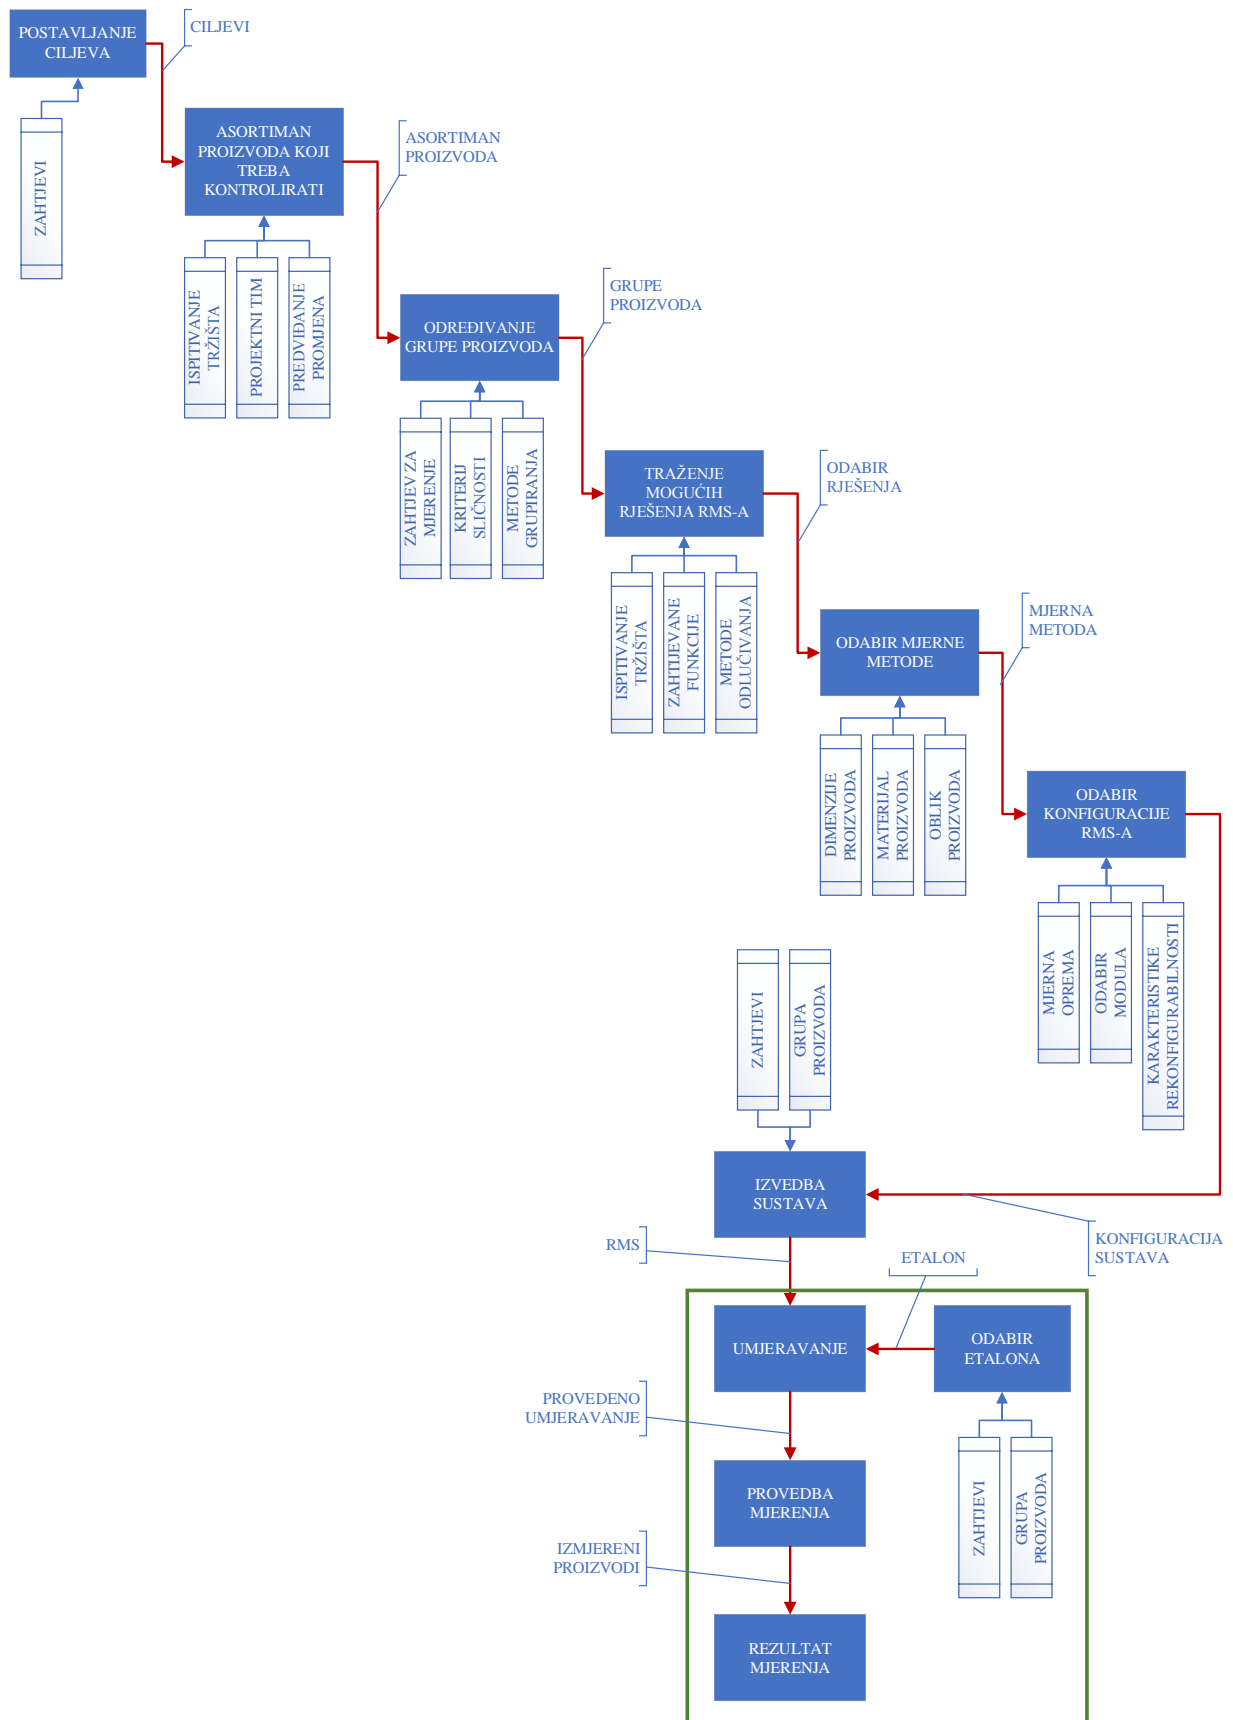 POSTAVLJANJE
CILJEVA
CILJEVI
ZAHTJEVI
ASORTIMAN
PROIZVODA KOJI
TREBA
KONTROLIRATI
ASORTIMAN
PROIZVODA
ISPITIVANJE
TRŽIŠTA
PROJEKTNI TIM
PREDVIĐANJE
PROMJENA
ODREĐIVANJE
GRUPE PROIZVODA
GRUPE
PROIZVODA
ZAHTJEV ZA
MJERENJE
KRITERIJ
SLIČNOSTI
METODE
GRUPIRANJA
TRAŽENJE
MOGUĆIH
RJEŠENJA RMS-A
ODABIR
RJEŠENJA
ISPITIVANJE
TRŽIŠTA
ZAHTIJEVANE
FUNKCIJE
METODE
ODLUČIVANJA
ODABIR MJERNE
METODE
MJERNA
METODA
DIMENZIJE
PROIZVODA
MATERIJAL
PROIZVODA
OBLIK
PROIZVODA
ODABIR
KONFIGURACIJE
RMS-A
MJERNA
OPREMA
ODABIR
MODULA
KARAKTERISTIKE
REKONFIGURABILNOSTI
ZAHTJEVI
GRUPA
PROIZVODA
IZVEDBA
SUSTAVA
KONFIGURACIJA
SUSTAVA
RMS
ETALON
UMJERAVANJE
ODABIR
ETALONA
PROVEDENO
UMJERAVANJE
ZAHTJEVI
GRUPA
PROIZVODA
PROVEDBA
MJERENJA
IZMJERENI
PROIZVODI
REZULTAT
MJERENJA